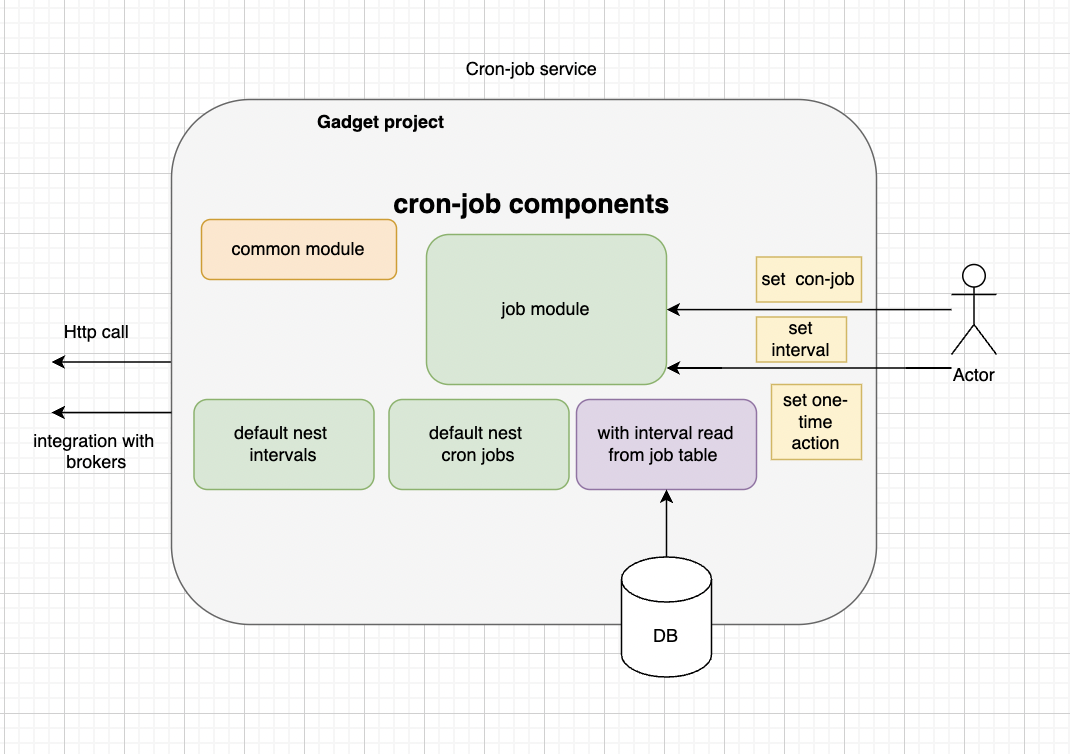 Cron-job service
Gadget project
cron-job components
common module
job module
set con-job
set
interval
set one-
time
action
Actor
Http call
integration with
brokers
default nest
intervals
default nest
cron jobs
with interval read
from job table
DB